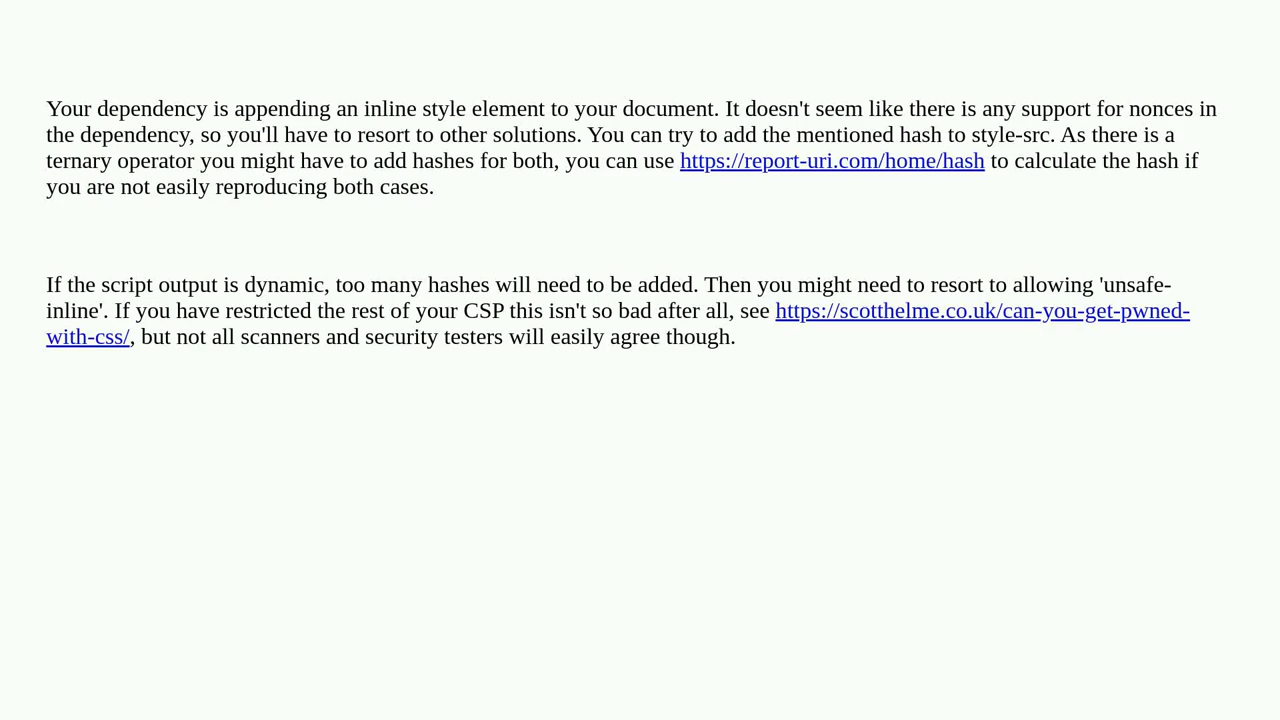 Your dependency is appending an inline style element to your document. It doesn't seem like there is any support for nonces in
the dependency, so you'll have to resort to other solutions. You can try to add the mentioned hash to style-src. As there is a
ternary operator you might have to add hashes for both, you can use https://report-uri.com/home/hash to calculate the hash if
you are not easily reproducing both cases.
If the script output is dynamic, too many hashes will need to be added. Then you might need to resort to allowing 'unsafe-
inline'. If you have restricted the rest of your CSP this isn't so bad after all, see https://scotthelme.co.uk/can-you-get-pwned-
with-css/, but not all scanners and security testers will easily agree though.